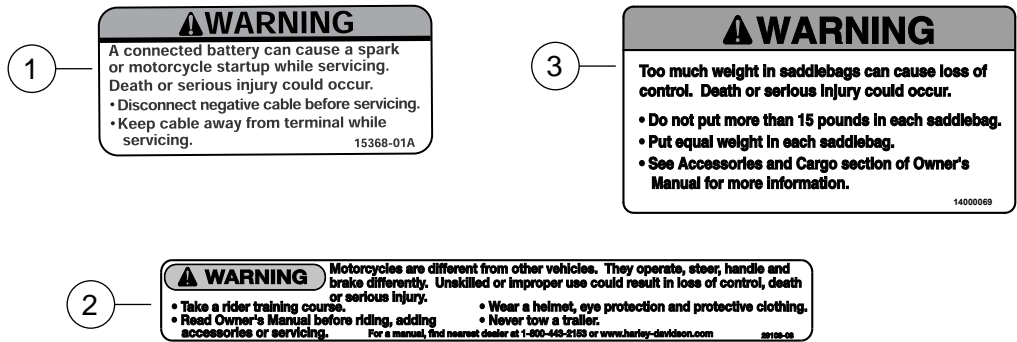 1
⚠WARNING
A connected battery can cause a spark
or motorcycle startup while servicing.
Death or serious injury could occur.
• Disconnect negative cable before servicing.
• Keep cable away from terminal while
servicing.
15368-01A
3
⚠WARNING
Too much weight in saddlebags can cause loss of
control. Death or serious injury could occur.
• Do not put more than 15 pounds in each saddlebag.
• Put equal weight in each saddlebag.
• See Accessories and Cargo section of Owner's
Manual for more information.
14000069
2
⚠ WARNING
Motorcycles are different from other vehicles. They operate, steer, handle and
brake differently. Unskilled or improper use could result in loss of control, death
or serious injury.
• Take a rider training course.
• Read Owner's Manual before riding, adding
accessories or servicing.
• Wear a helmet, eye protection and protective clothing.
• Never tow a trailer.
For a manual, find nearest dealer at 1-800-443-2153 or www.harley-davidson.com